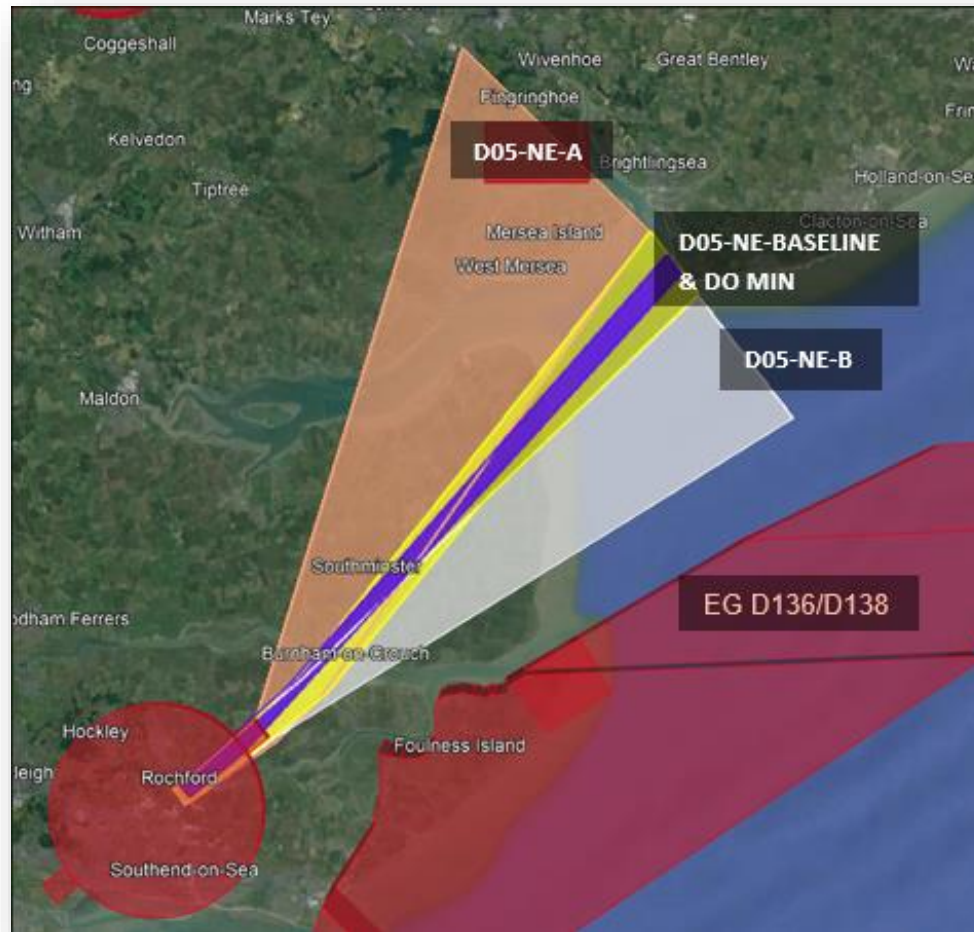 Marks Tey
Coggeshall
Wivenhoe
Great Bentley
Fingringhoe
Kelvedon
D05-NE-A
Brightlingsea
Holland-on-Se
Tiptree
Clacton-on-Sea
Witham
Mersea Island
D05-NE-BASELINE
& DO MIN
West Mersea
D05-NE-B
Maldon
Southminster
EG D136/D138
odham Ferrers
Burnham-on-Crouch
Hockley
Foulness Island
leigh
Rochford
Southend-on-Sea